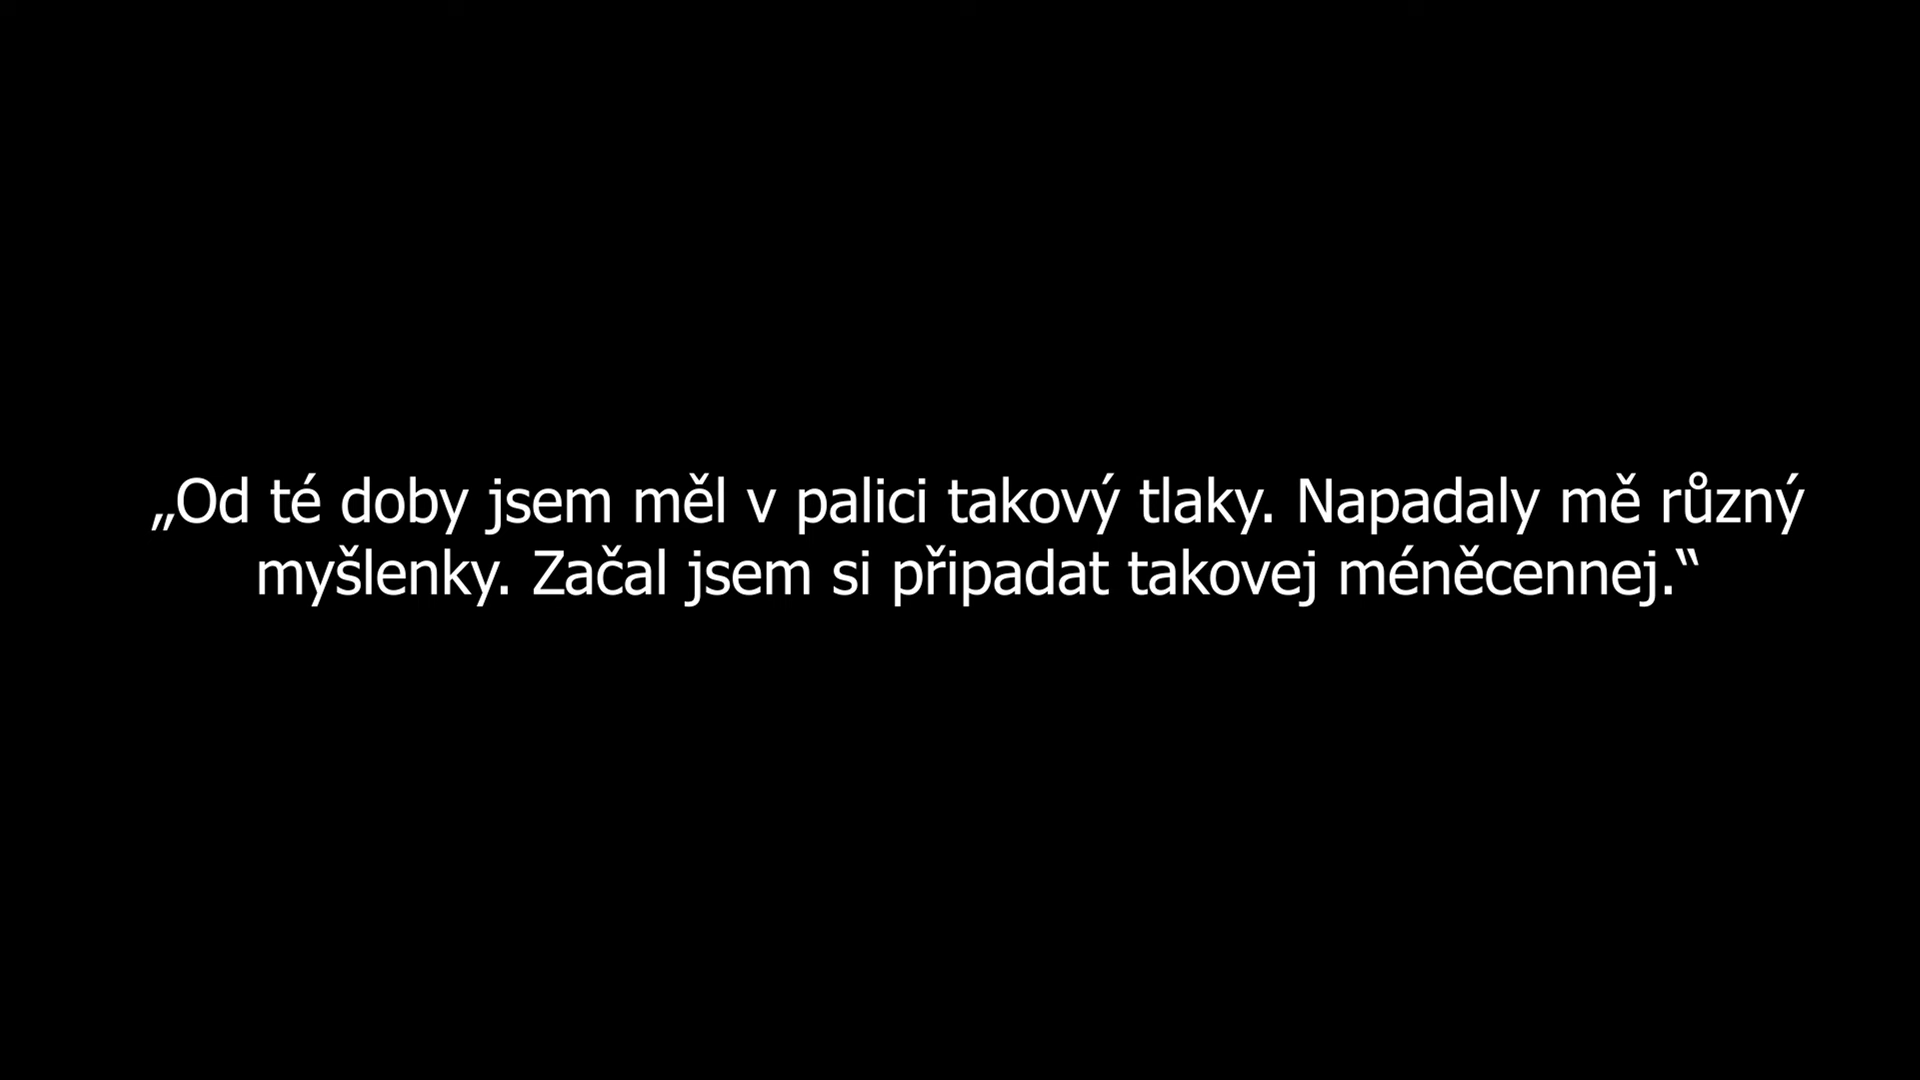 „Od té doby jsem měl v palici takový tlaky. Napadaly mě různý
myšlenky. Začal jsem si připadat takovej méněcennej.“